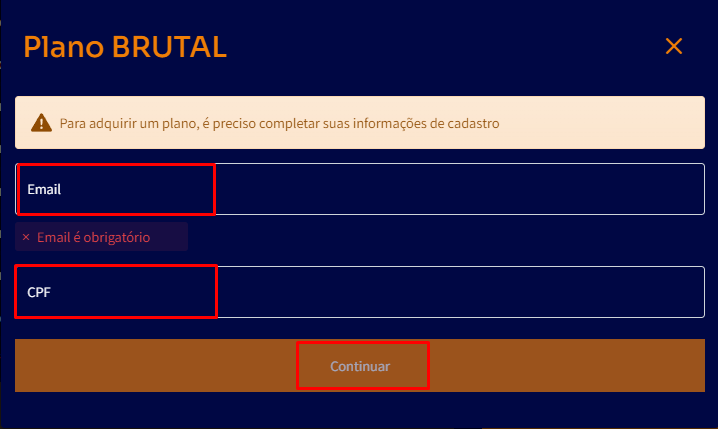 Plano BRUTAL
Para adquirir um plano, é preciso completar suas informações de cadastro
Email
× Email é obrigatório
CPF
Continuar